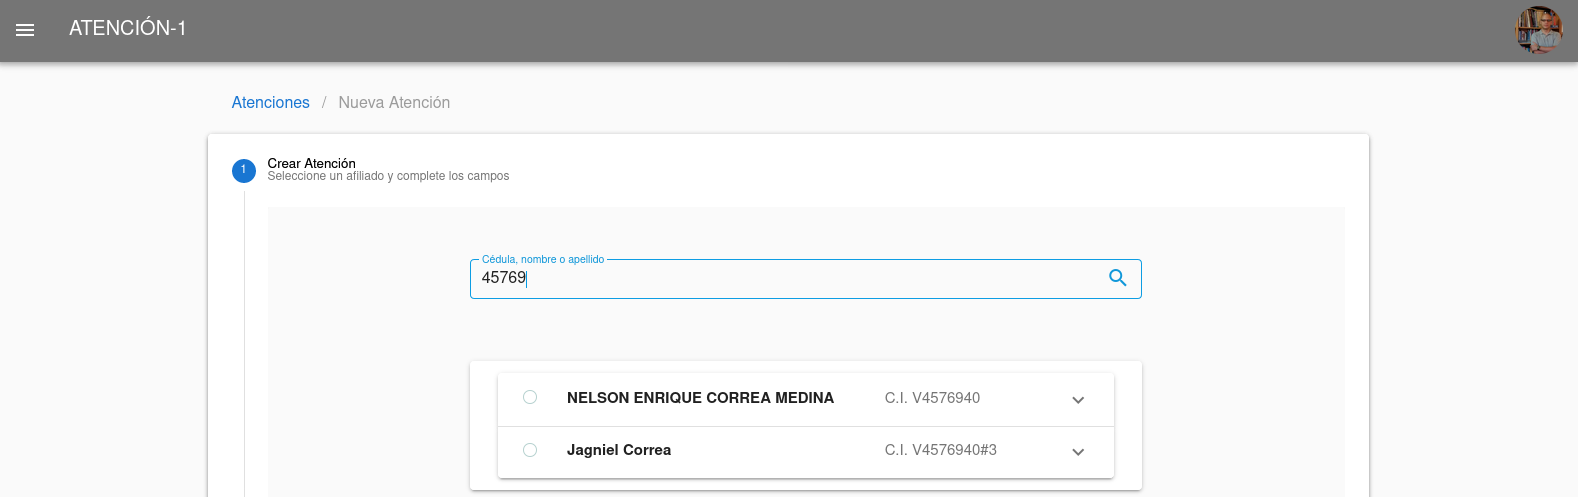 ATENCIÓN-1
Atenciones / Nueva Atención
1 Crear Atención
Seleccione un afiliado y complete los campos
Cédula, nombre o apellido
45769
NELSON ENRIQUE CORREA MEDINA C.I. V4576940
Jagniel Correa C.I. V4576940#3